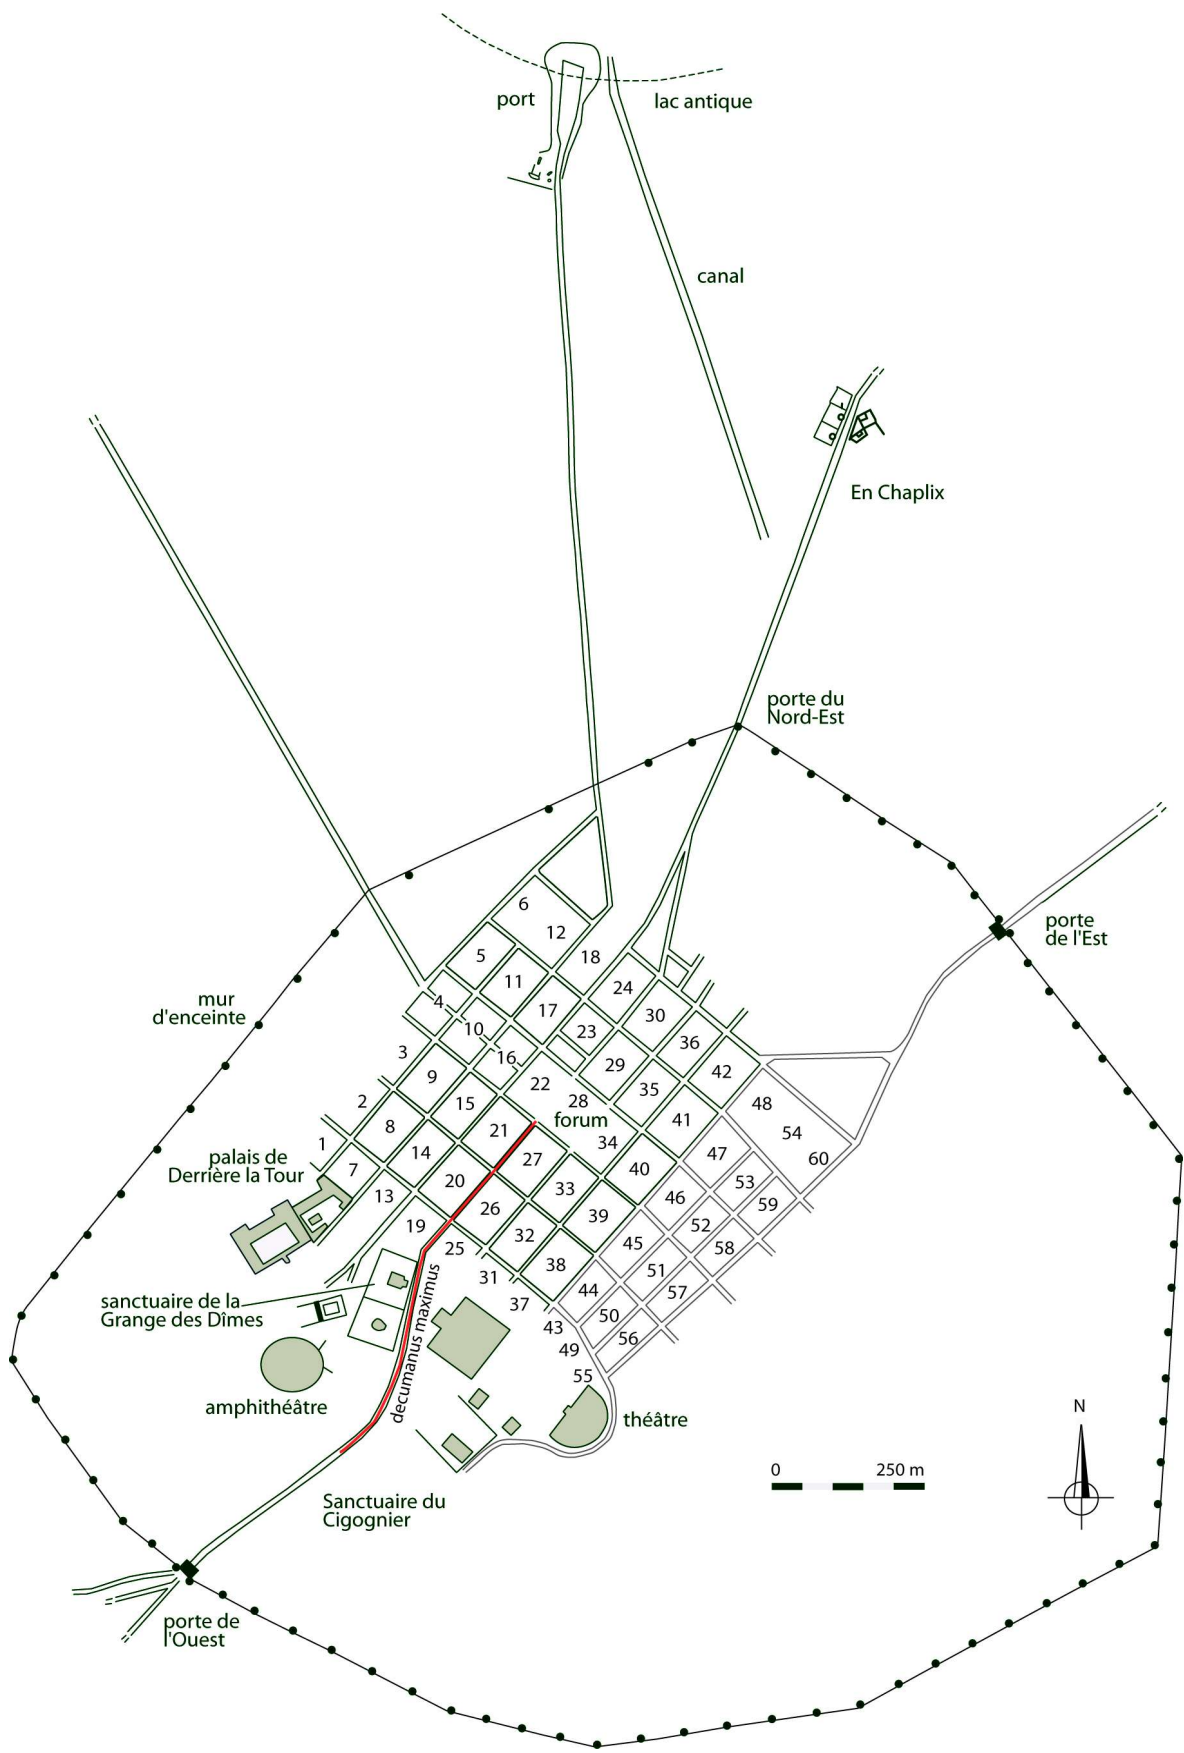 port
lac antique
canal
En Chaplix
porte du
Nord-Est
porte
de l'Est
mur
d'enceinte
6
12
5
18
11
24
4
17
30
10
23
36
3
16
29
42
9
22
35
2
15
28
48
8
21
forum
41
54
1
14
27
34
47
60
palais de
Derrière la Tour
7
20
33
40
53
13
26
39
46
59
19
32
45
52
25
38
51
58
31
44
57
37
50
43
56
49
55
sanctuaire de la
Grange des Dîmes
decumanus maximus
amphithéâtre
théâtre
N
0 250 m
Sanctuaire du
Cigognier
porte de
l'Ouest